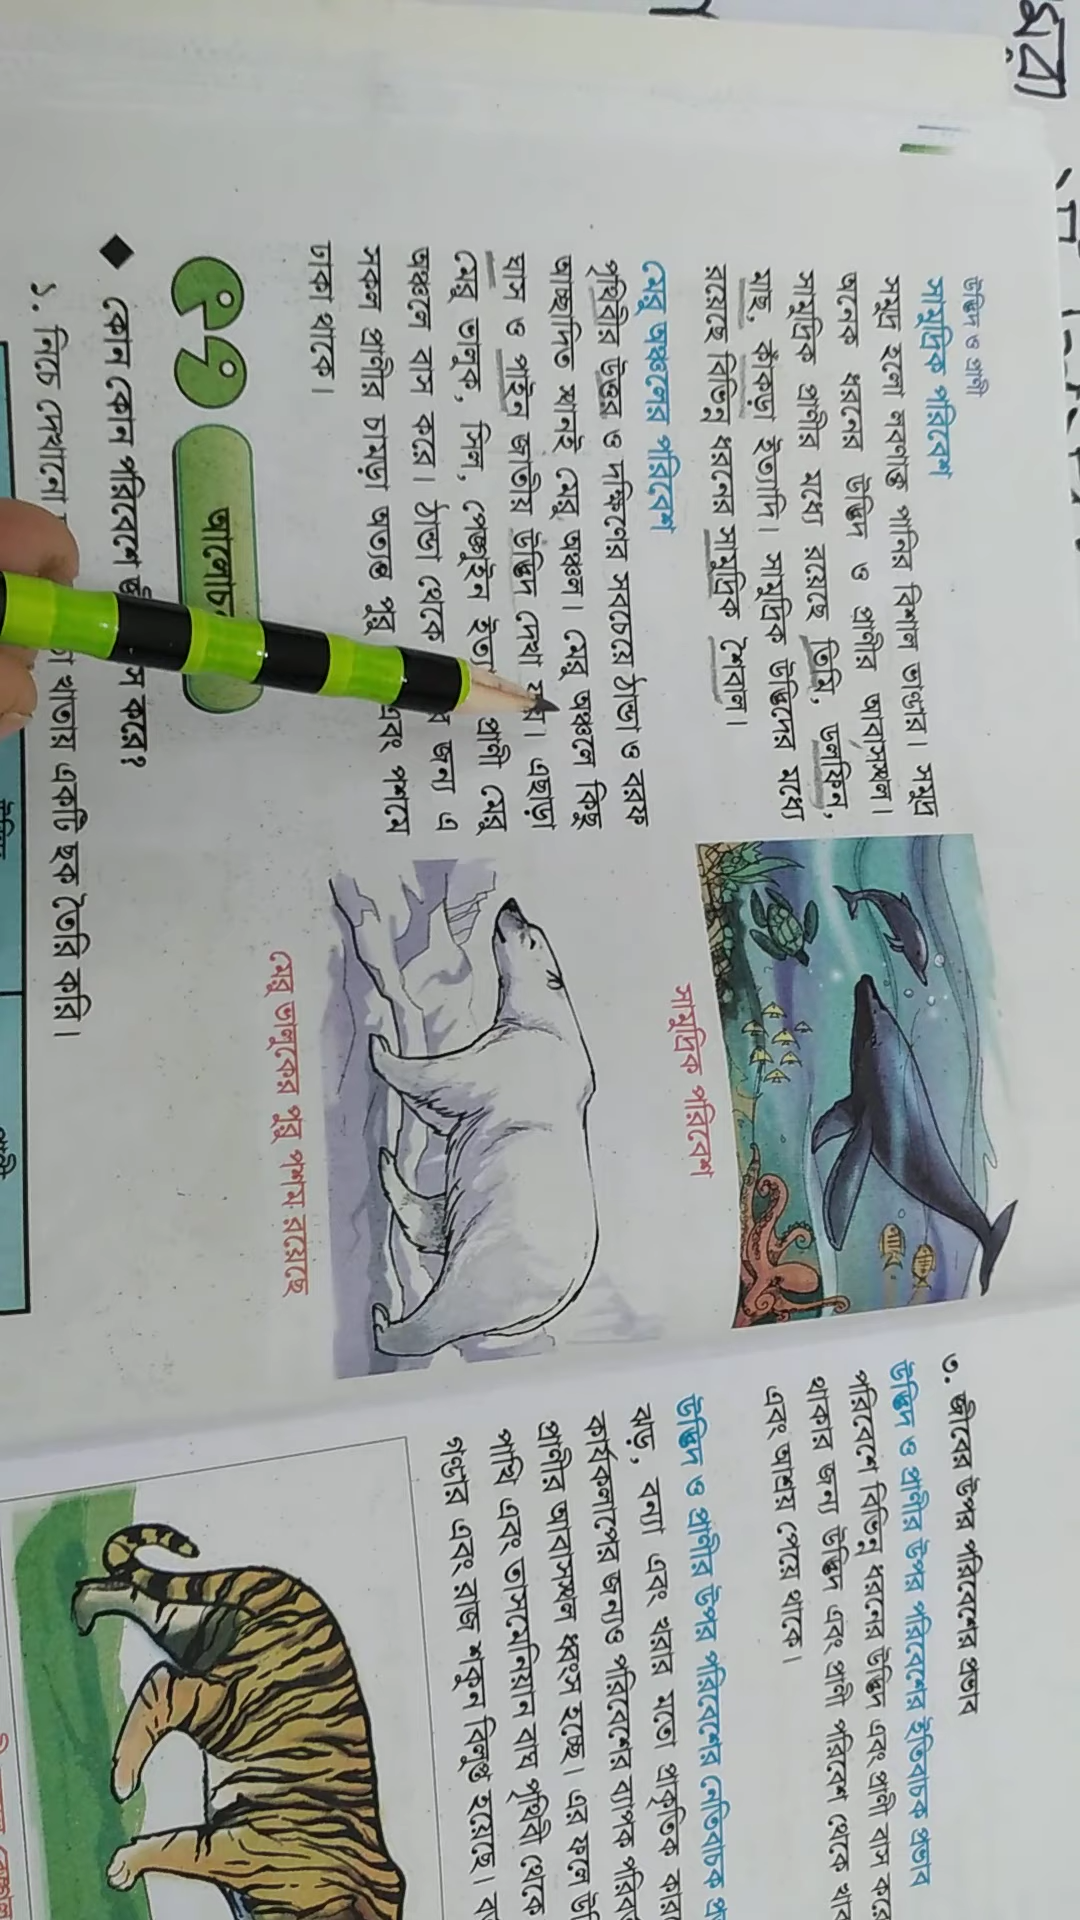 উদ্ভিদ ও প্রাণী
সামুদ্রিক পরিবেশ
সমুদ্র হলো লবণাক্ত পানির বিশাল ভাণ্ডার। সমুদ্র
অনেক ধরনের উদ্ভিদ ও প্রাণীর আবাসস্থল।
সামুদ্রিক প্রাণীর মধ্যে রয়েছে তিমি, ডলফিন,
মাছ, কাঁকড়া ইত্যাদি। সামুদ্রিক উদ্ভিদের মধ্যে
রয়েছে বিভিন্ন ধরনের সামুদ্রিক শৈবাল।
সামুদ্রিক পরিবেশ
মেরু অঞ্চলের পরিবেশ
পৃথিবীর উত্তর ও দক্ষিণের সবচেয়ে ঠাণ্ডা ও বরফ
আচ্ছাদিত স্থানই মেরু অঞ্চল। মেরু অঞ্চলে কিছু
ঘাস ও পাইন জাতীয় উদ্ভিদ দেখা যায়। এছাড়া
মেরু ভালুক, সিল, পেঙ্গুইন প্রাণী মেরু
অঞ্চলে বাস করে। ঠাণ্ডা থেকে জন্য এ
সকল প্রাণীর চামড়া অত্যন্ত পুরু এবং পশমে
ঢাকা থাকে।
মেরু ভালুকের পুরু পশম রয়েছে
কোন কোন পরিবেশে করে?
১. নিচে দেখানো খাতায় একটি ছক তৈরি করি।
প্রাণী
৩. জীবের উপর পরিবেশের প্রভাব
উদ্ভিদ ও প্রাণীর উপর পরিবেশের ইতিবাচক প্রভাব
পরিবেশে বিভিন্ন ধরনের উদ্ভিদ এবং প্রাণী বাস করে
থাকার জন্য উদ্ভিদ এবং প্রাণী পরিবেশ থেকে
এবং আশ্রয় পেয়ে থাকে।
উদ্ভিদ ও প্রাণীর উপর পরিবেশের নেতিবাচক
ঝড়, বন্যা এবং খরার মতো প্রাকৃতিক
কার্যকলাপের জন্যও পরিবেশের ব্যাপক
প্রাণীর আবাসস্থল ধ্বংস হচ্ছে। এর ফলে
পাখি এবং তাসমেনিয়ান বাঘ পৃথিবী থেকে
গণ্ডার এবং রাজ শকুন বিলুপ্ত হয়েছে।